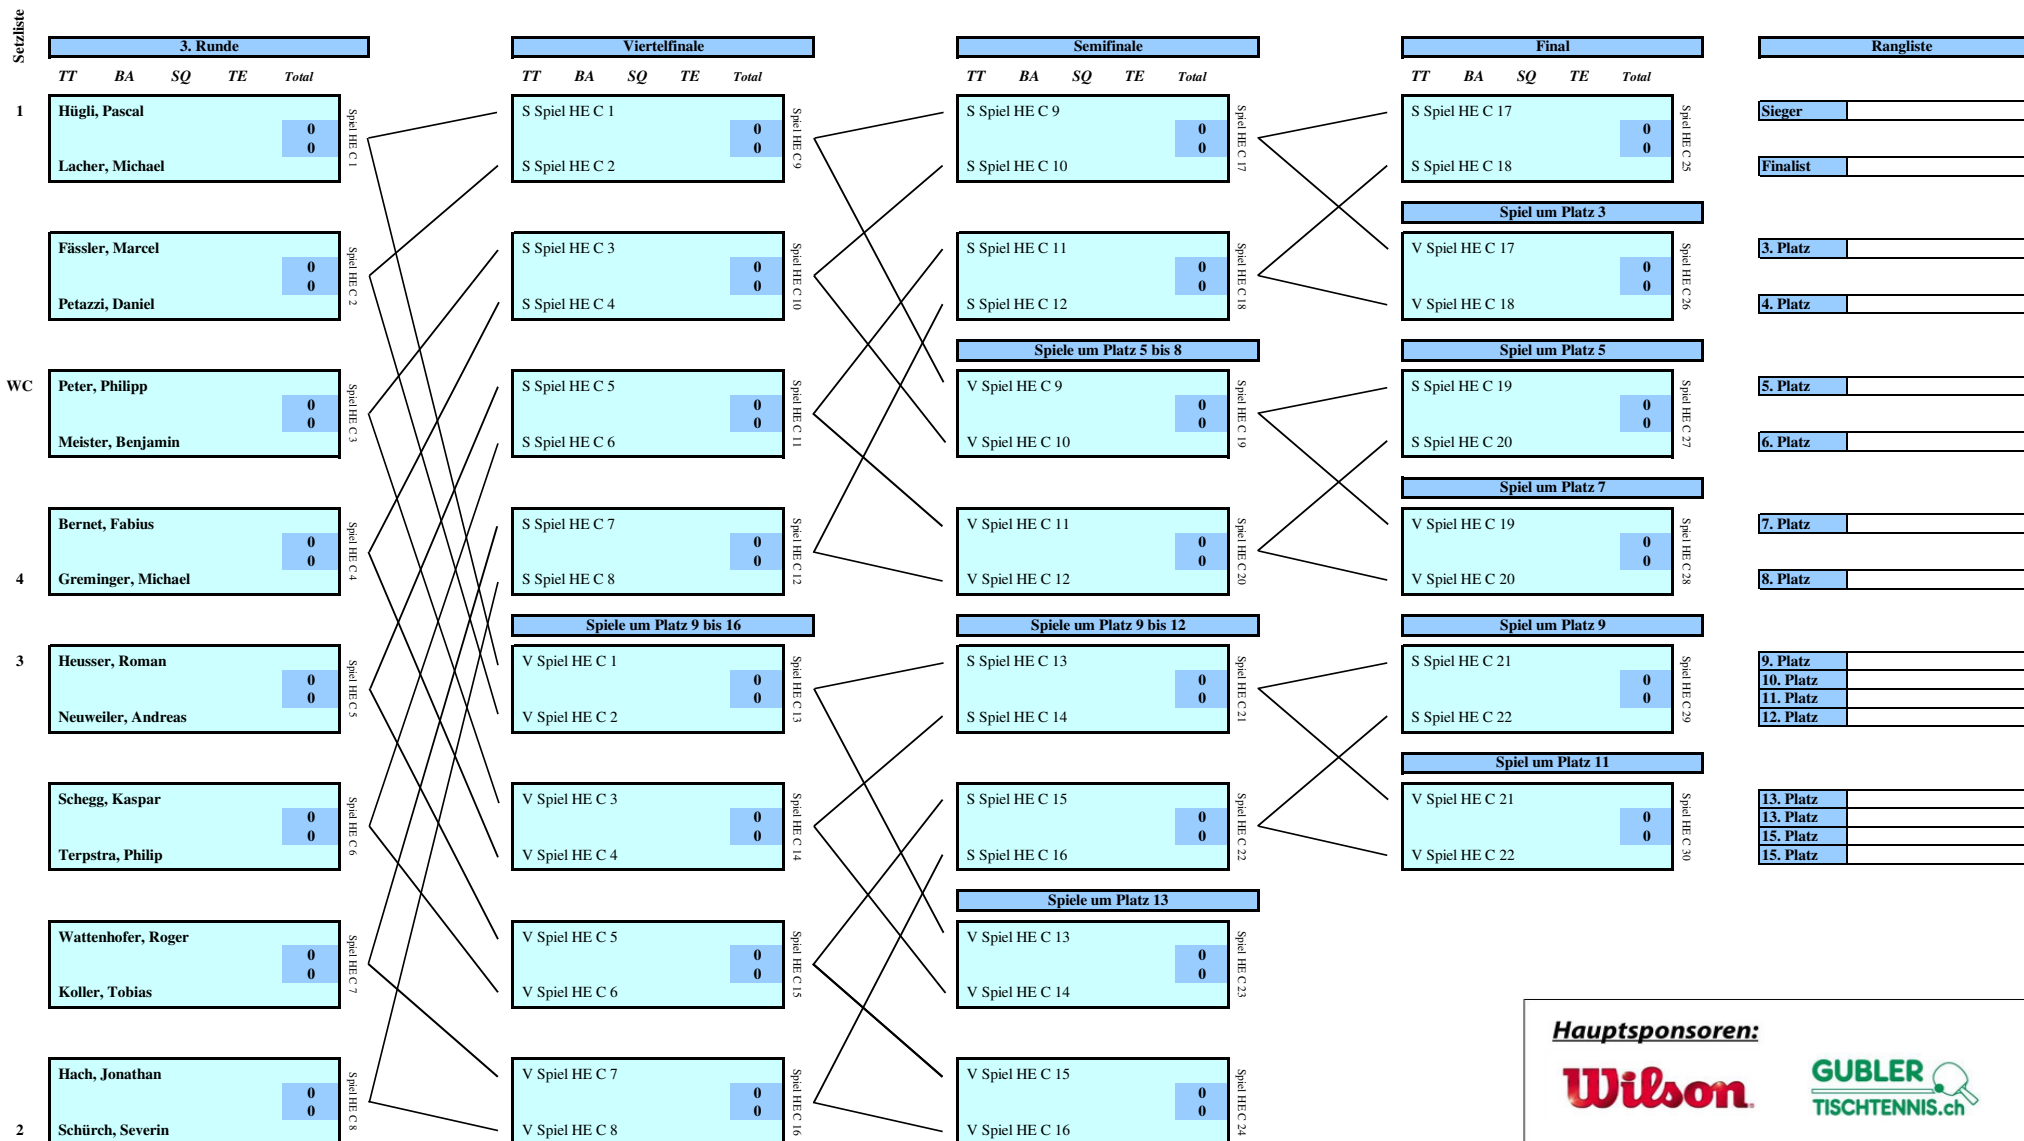 Setzliste
3. Runde
Viertelfinale
Semifinale
Final
Rangliste
TT BA SQ TE Total
TT BA SQ TE Total
TT BA SQ TE Total
TT BA SQ TE Total
1
Hügli, Pascal
0
0
Lacher, Michael
Spiel HE C 1
S Spiel HE C 1
0
0
S Spiel HE C 2
Spiel HE C 9
S Spiel HE C 9
0
0
S Spiel HE C 10
Spiel HE C 17
S Spiel HE C 17
0
0
S Spiel HE C 18
Spiel HE C 25
Sieger
Finalist
Spiel um Platz 3
Fässler, Marcel
0
0
Petazzi, Daniel
Spiel HE C 2
S Spiel HE C 3
0
0
S Spiel HE C 4
Spiel HE C 10
S Spiel HE C 11
0
0
S Spiel HE C 12
Spiel HE C 18
V Spiel HE C 17
0
0
V Spiel HE C 18
Spiel HE C 26
3. Platz
4. Platz
Spiele um Platz 5 bis 8
Spiel um Platz 5
WC
Peter, Philipp
0
0
Meister, Benjamin
Spiel HE C 3
S Spiel HE C 5
0
0
S Spiel HE C 6
Spiel HE C 11
V Spiel HE C 9
0
0
V Spiel HE C 10
Spiel HE C 19
S Spiel HE C 19
0
0
S Spiel HE C 20
Spiel HE C 27
5. Platz
6. Platz
Spiel um Platz 7
Bernet, Fabius
0
0
4
Greminger, Michael
Spiel HE C 4
S Spiel HE C 7
0
0
S Spiel HE C 8
Spiel HE C 12
V Spiel HE C 11
0
0
V Spiel HE C 12
Spiel HE C 20
V Spiel HE C 19
0
0
V Spiel HE C 20
Spiel HE C 28
7. Platz
8. Platz
Spiele um Platz 9 bis 16
Spiele um Platz 9 bis 12
Spiel um Platz 9
3
Heusser, Roman
0
0
Neuweiler, Andreas
Spiel HE C 5
V Spiel HE C 1
0
0
V Spiel HE C 2
Spiel HE C 13
S Spiel HE C 13
0
0
S Spiel HE C 14
Spiel HE C 21
S Spiel HE C 21
0
0
S Spiel HE C 22
Spiel HE C 29
9. Platz
10. Platz
11. Platz
12. Platz
Spiel um Platz 11
Schegg, Kaspar
0
0
Terpstra, Philip
Spiel HE C 6
V Spiel HE C 3
0
0
V Spiel HE C 4
Spiel HE C 14
S Spiel HE C 15
0
0
S Spiel HE C 16
Spiel HE C 22
V Spiel HE C 21
0
0
V Spiel HE C 22
Spiel HE C 30
13. Platz
13. Platz
15. Platz
15. Platz
Spiele um Platz 13
Wattenhofer, Roger
0
0
Koller, Tobias
Spiel HE C 7
V Spiel HE C 5
0
0
V Spiel HE C 6
Spiel HE C 15
V Spiel HE C 13
0
0
V Spiel HE C 14
Spiel HE C 23
Hach, Jonathan
0
0
2
Schürch, Severin
Spiel HE C 8
V Spiel HE C 7
0
0
V Spiel HE C 8
Spiel HE C 16
V Spiel HE C 15
0
0
V Spiel HE C 16
Spiel HE C 24
Hauptsponsoren:
Wilson.
GUBLER
TISCHTENNIS.ch